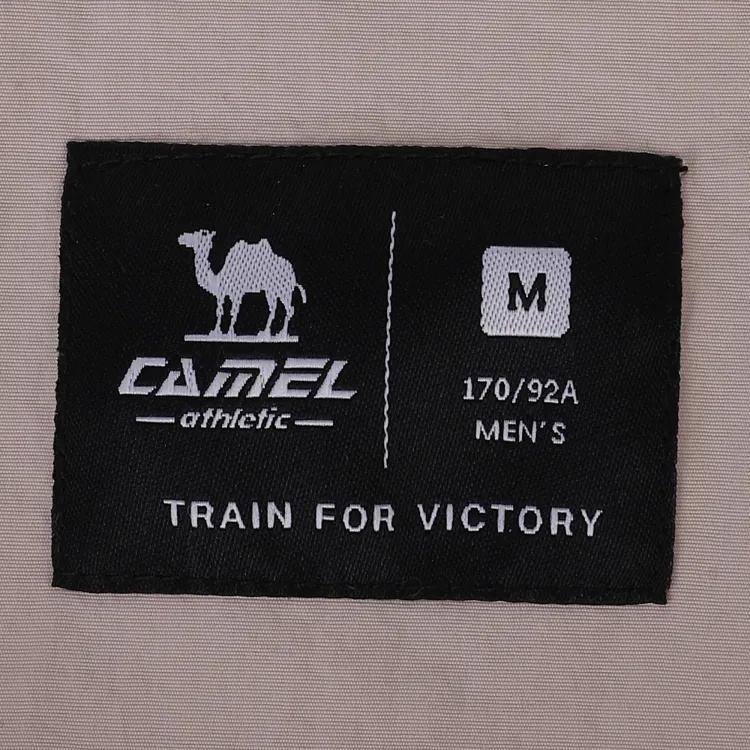 CAMEL
athletic
M
170/92A
MEN'S
TRAIN FOR VICTORY